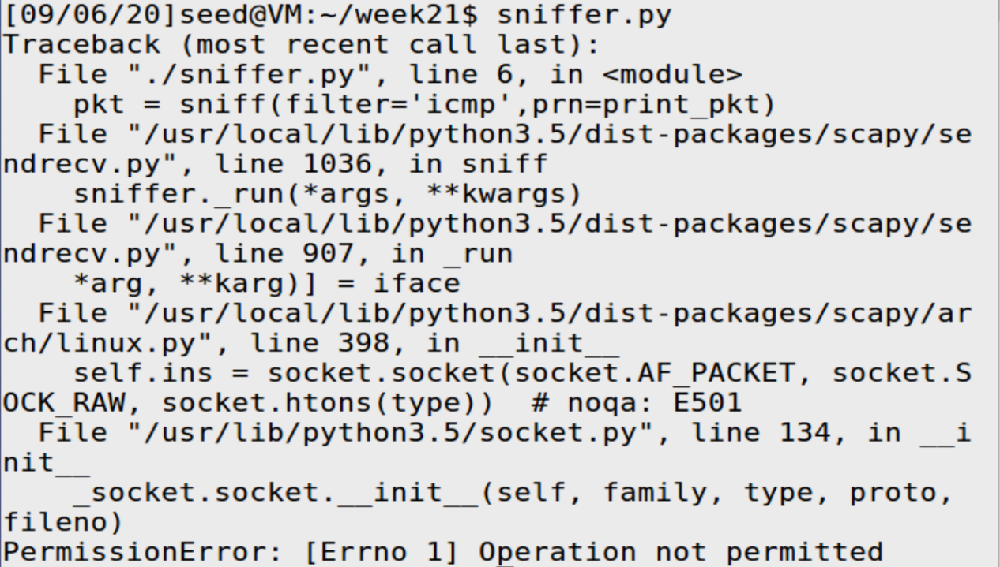 [09/06/20]seed@VM:~/week21$ sniffer.py
Traceback (most recent call last):
  File "./sniffer.py", line 6, in <module>
    pkt = sniff(filter='icmp',prn=print_pkt)
  File "/usr/local/lib/python3.5/dist-packages/scapy/se
ndrecv.py", line 1036, in sniff
    sniffer._run(*args, **kwargs)
  File "/usr/local/lib/python3.5/dist-packages/scapy/se
ndrecv.py", line 907, in _run
    *arg, **karg)] = iface
  File "/usr/local/lib/python3.5/dist-packages/scapy/ar
ch/linux.py", line 398, in __init__
    self.ins = socket.socket(socket.AF_PACKET, socket.S
OCK_RAW, socket.htons(type))  # noqa: E501
  File "/usr/lib/python3.5/socket.py", line 134, in __i
nit__
    _socket.socket.__init__(self, family, type, proto,
fileno)
PermissionError: [Errno 1] Operation not permitted